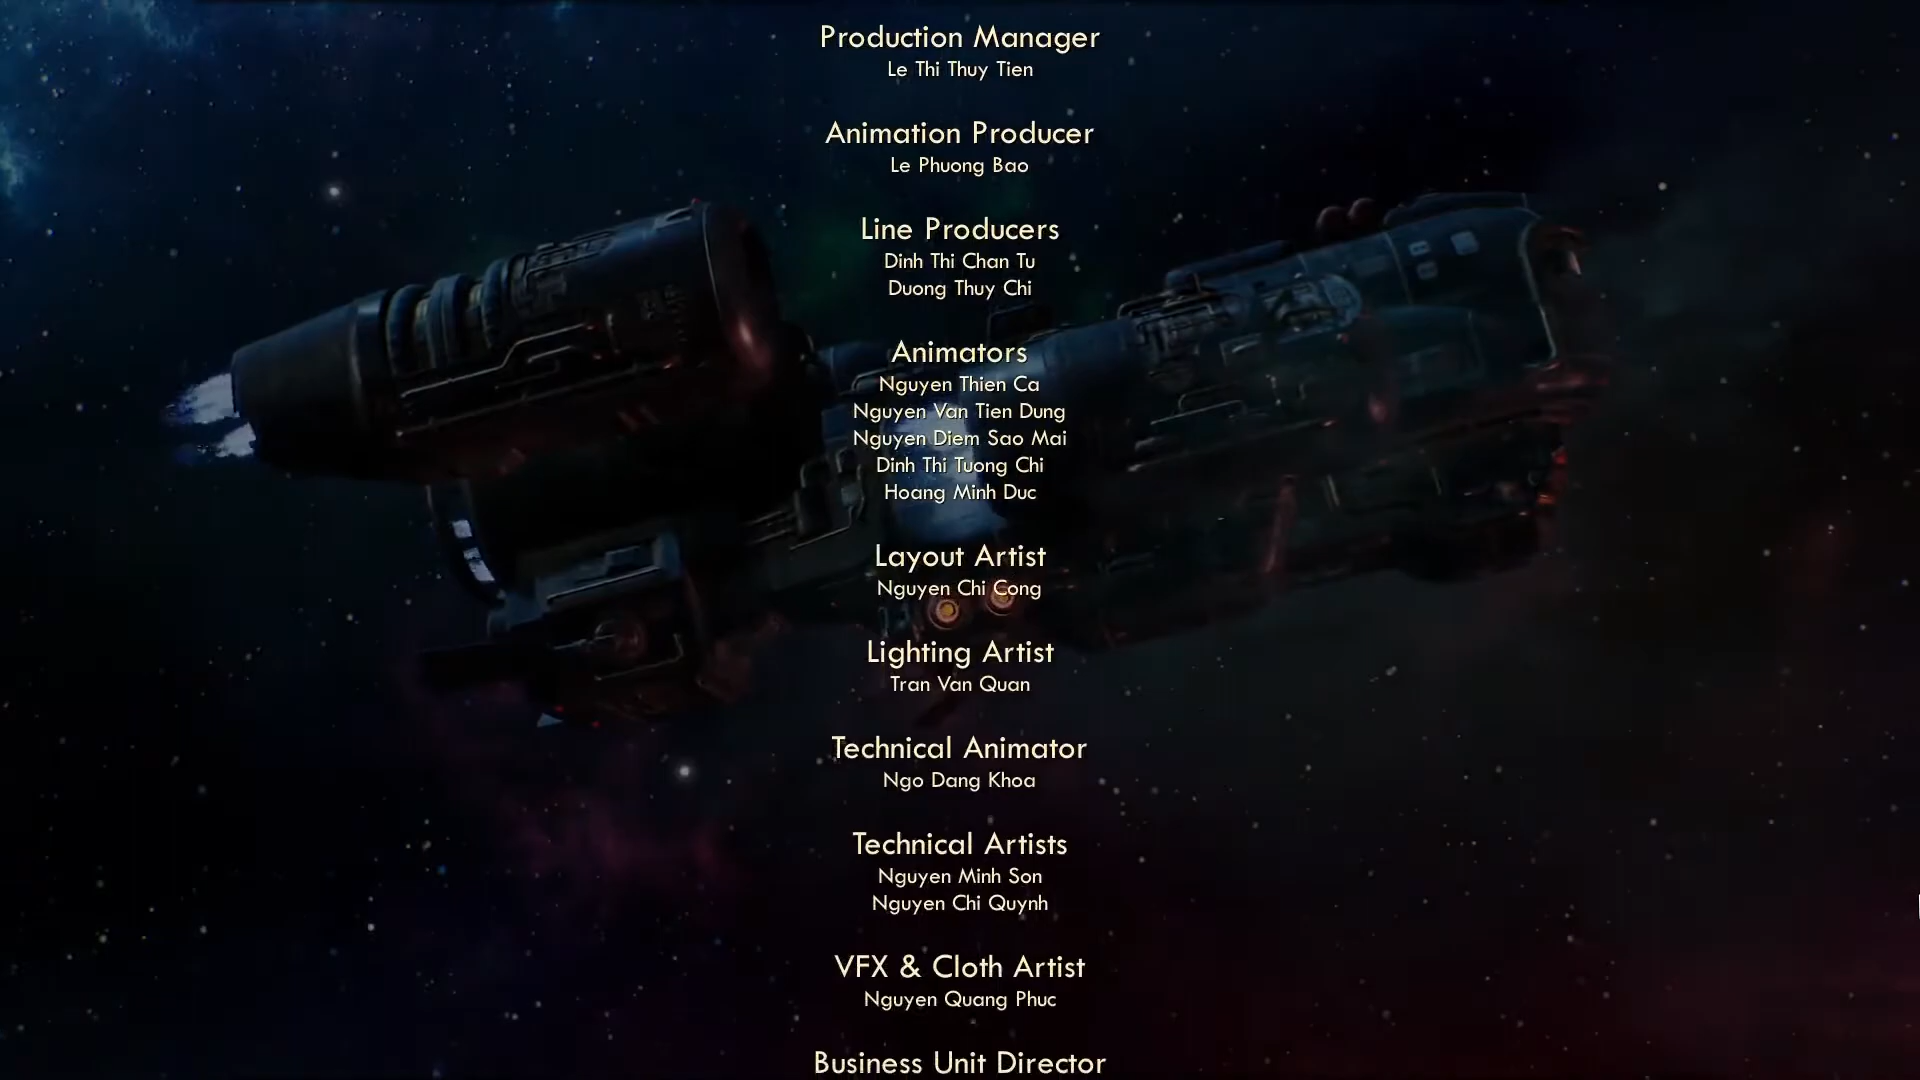 Production Manager
Le Thi Thuy Tien
Animation Producer
Le Phuong Bao
Line Producers
Dinh Thi Chan Tu
Duong Thuy Chi
Animators
Nguyen Thien Ca
Nguyen Van Tien Dung
Nguyen Diem Sao Mai
Dinh Thi Tuong Chi
Hoang Minh Duc
Layout Artist
Nguyen Chi Cong
Lighting Artist
Tran Van Quan
Technical Animator
Ngo Dang Khoa
Technical Artists
Nguyen Minh Son
Nguyen Chi Quynh
VFX & Cloth Artist
Nguyen Quang Phuc
Business Unit Director